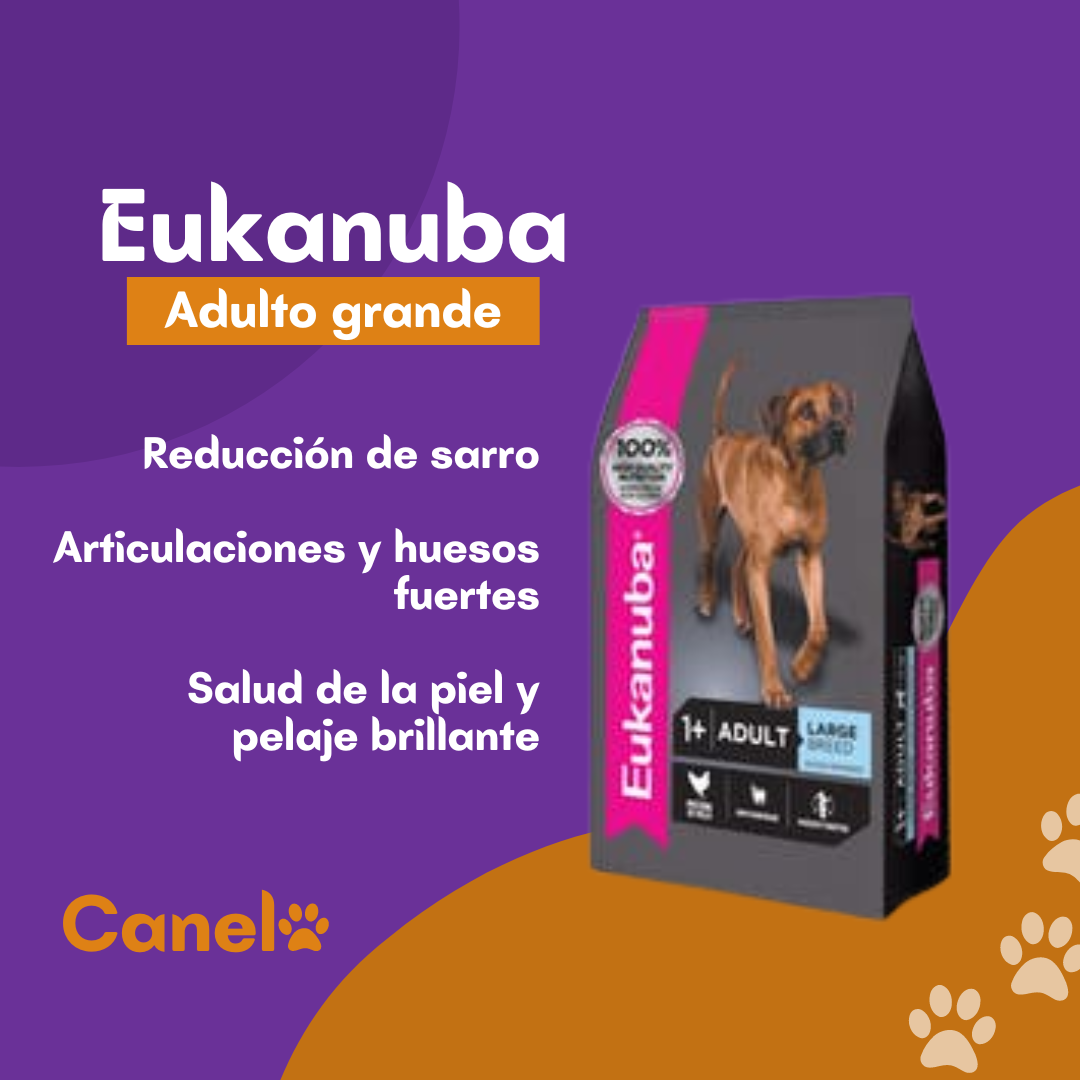 Eukanuba
Adulto grande
Reducción de sarro
Articulaciones y huesos
fuertes
Salud de la piel y
pelaje brillante
Canelo
100%
Eukanuba
1+ ADULT LARGE
BREED
Eukanuba